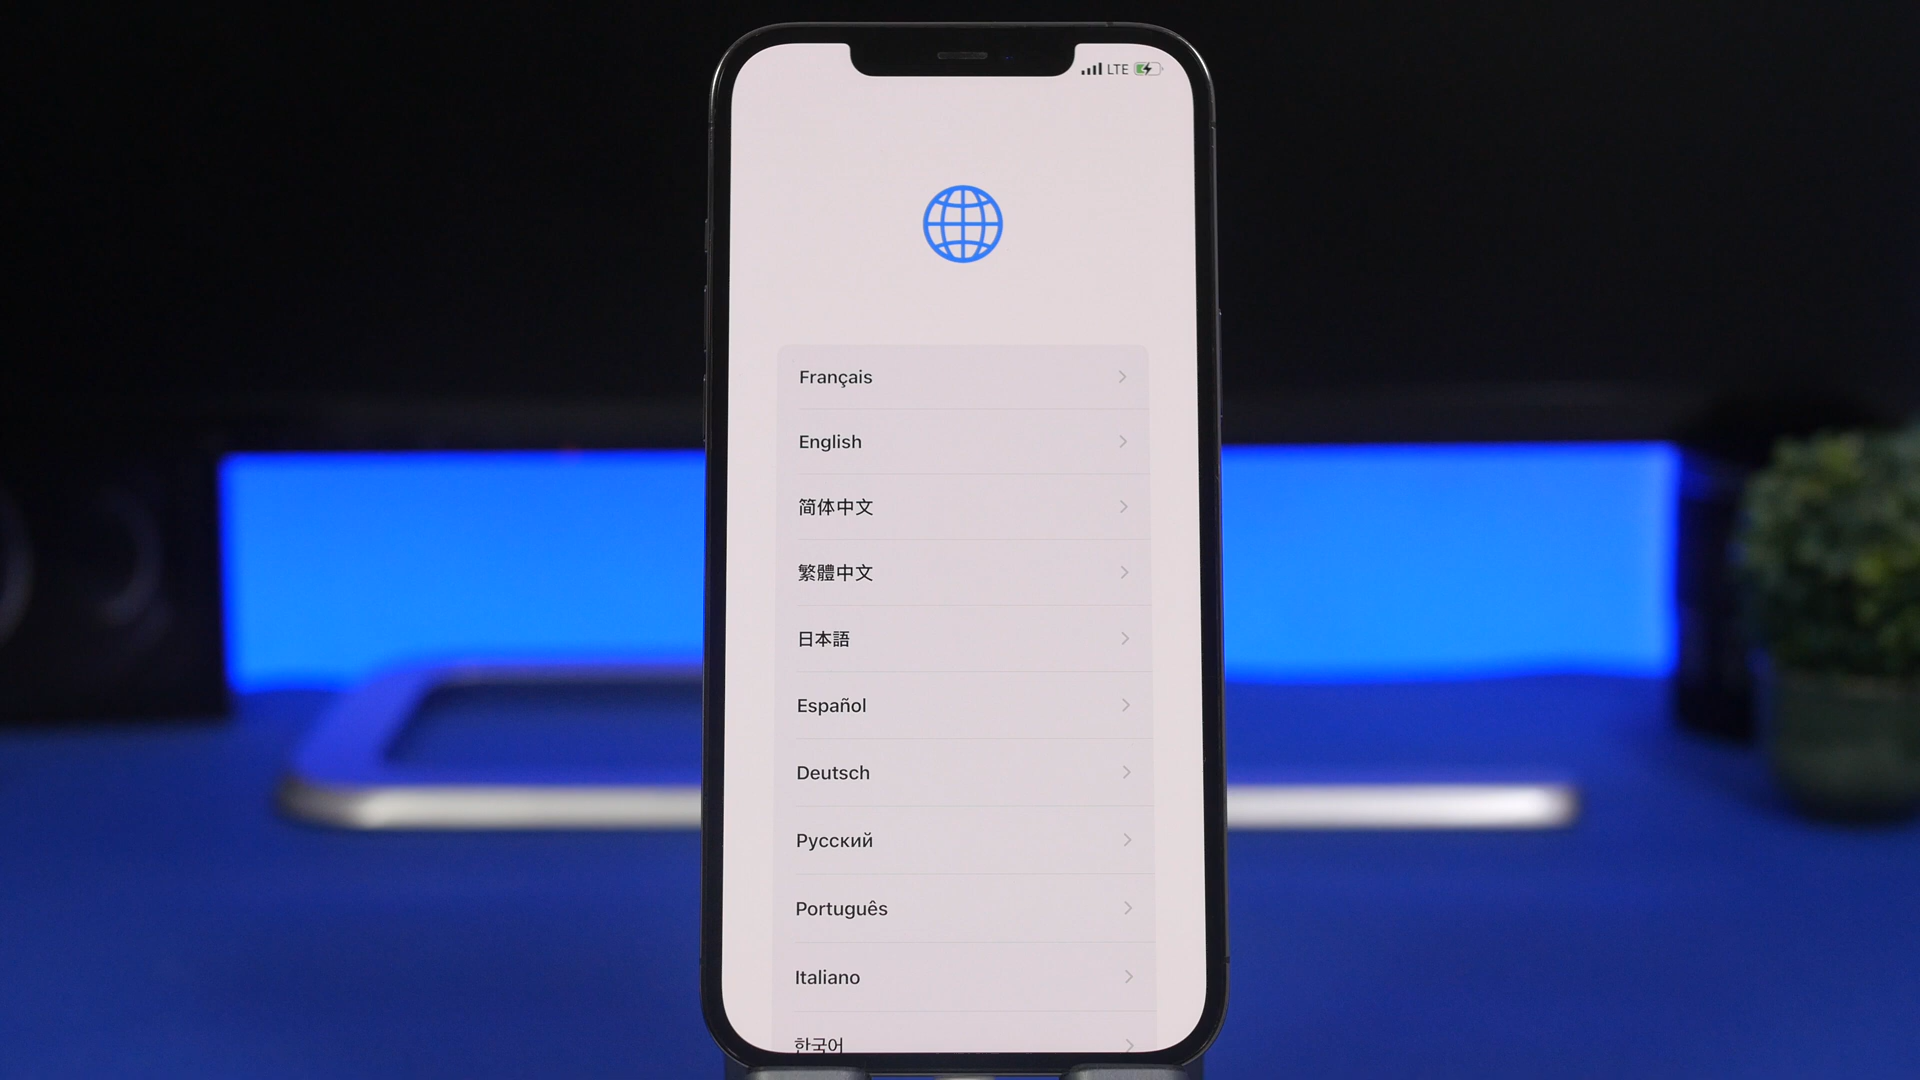 LTE
Français
English
简体中文
繁體中文
日本語
Español
Deutsch
Русский
Português
Italiano
한국어